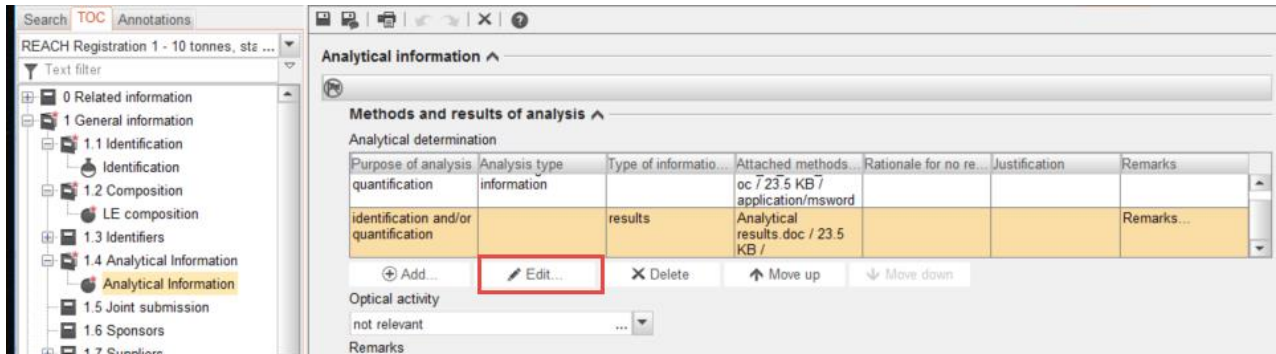 Search TOC Annotations
REACH Registration 1 - 10 tonnes, sta ...
Text filter
0 Related information
1 General information
1.1 Identification
Identification
1.2 Composition
LE composition
1.3 Identifiers
1.4 Analytical Information
Analytical Information
1.5 Joint submission
1.6 Sponsors
1.7 Suppliers
Analytical information
Methods and results of analysis
Analytical determination
Purpose of analysis Analysis type Type of informatio... Attached methods... Rationale for no re... Justification Remarks
quantification information oc / 23.5 KB /
application/msword
identification and/or results Analytical Remarks...
quantification results.doc / 23.5
KB /
Add... Edit... Delete Move up Move down
Optical activity
not relevant ...
Remarks